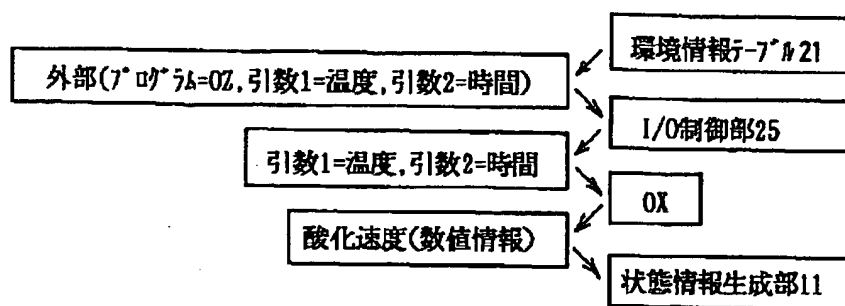 環境情報テーブル21
外部(プログラム=OZ,引数1=温度,引数2=時間)
I/O制御部25
引数1=温度,引数2=時間
OX
酸化速度(数値情報)
状態情報生成部11